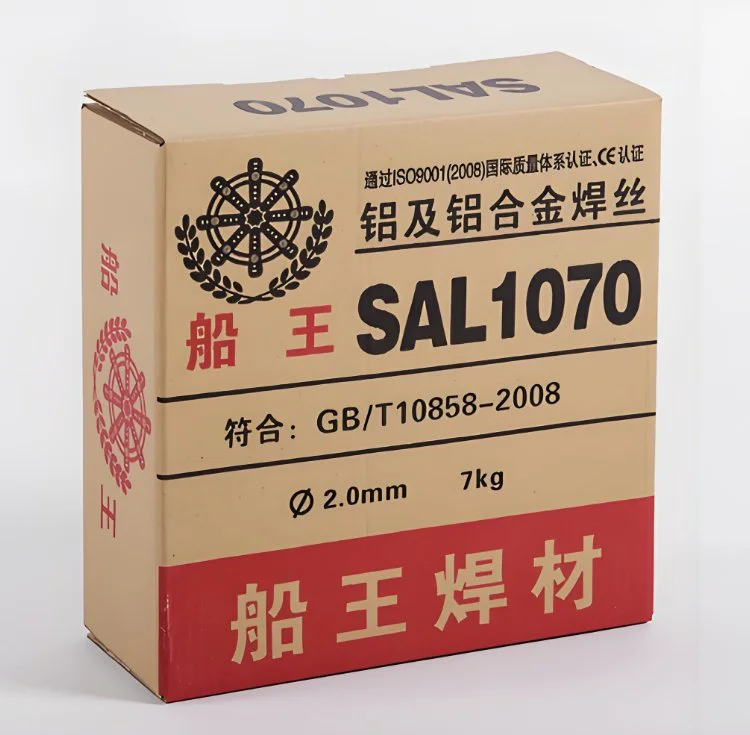 SAL1070
通过ISO9001(2008)国际质量体系认证、CE认证
铝及铝合金焊丝
船王
SAL1070
符合：GB/T10858-2008
Ø 2.0mm 7kg
船王焊材
船
王